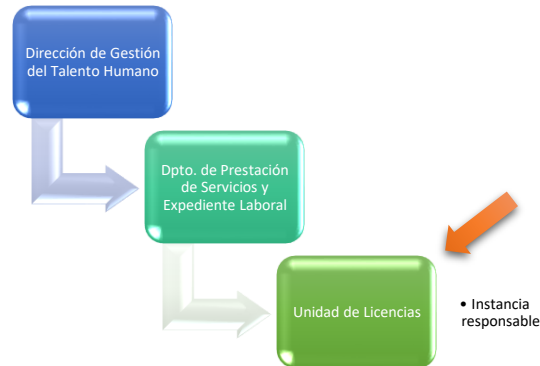 Dirección de Gestión
del Talento Humano
Dpto. de Prestación
de Servicios y
Expediente Laboral
Unidad de Licencias
• Instancia
responsable